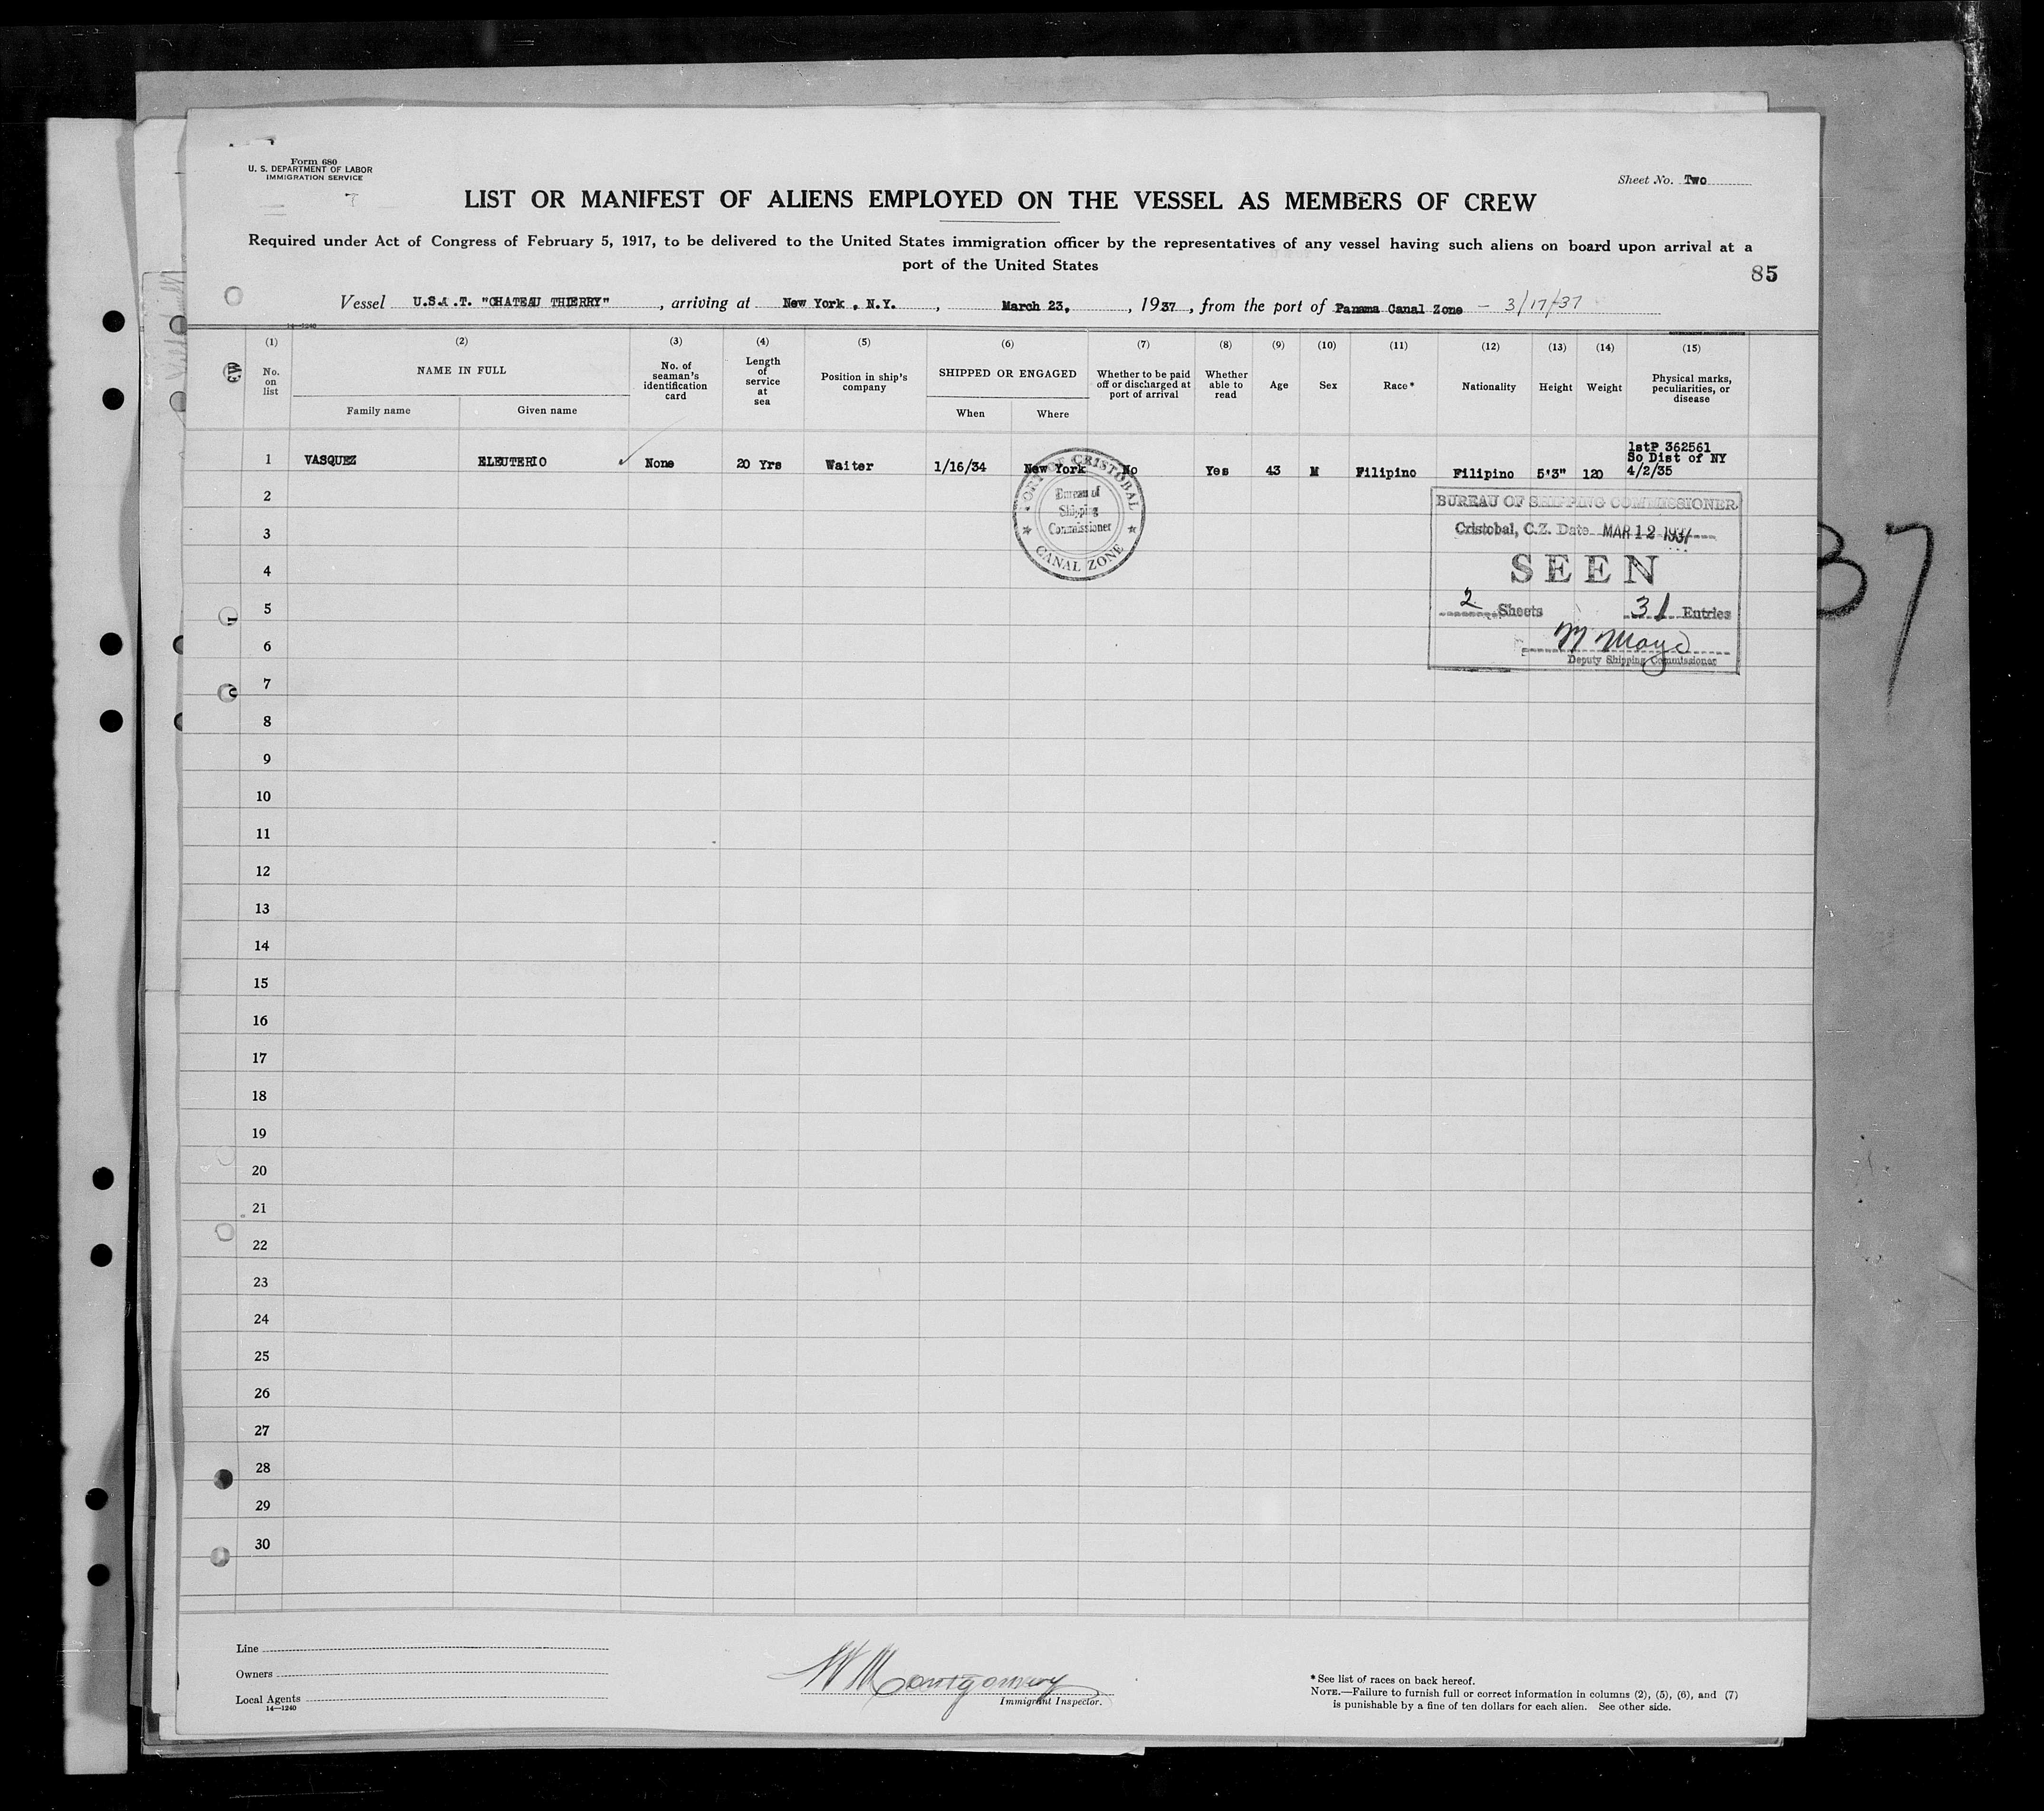 Form 680
U. S. DEPARTMENT OF LABOR
IMMIGRATION SERVICE
Sheet No. Two
LIST OR MANIFEST OF ALIENS EMPLOYED ON THE VESSEL AS MEMBERS OF CREW
Required under Act of Congress of February 5, 1917, to be delivered to the United States immigration officer by the representatives of any vessel having such aliens on board upon arrival at a
port of the United States
85
Vessel U.S.A.T. "CHATEAU THIERRY", arriving at New York, N.Y., March 23, 1937, from the port of Panama Canal Zone - 3/17/37
14-1240
(1) (2) (3) (4) (5) (6) (7) (8) (9) (10) (11) (12) (13) (14) (15)
No. on list
NAME IN FULL
Family name Given name
No. of seaman's identification card
Length of service at sea
Position in ship's company
SHIPPED OR ENGAGED
When Where
Whether to be paid off or discharged at port of arrival
Whether able to read
Age
Sex
Race*
Nationality
Height
Weight
Physical marks, peculiarities, or disease
1 VASQUEZ ELEUTERIO ✓ None 20 Yrs Waiter 1/16/34 New York No Yes 43 M Filipino Filipino 5'3" 120 1stP 362561
So Dist of NY
4/2/35
PORT OF CRISTOBAL
Bureau of
Shipping
Commissioner
CANAL ZONE
BUREAU OF SHIPPING COMMISSIONER
Cristobal, C.Z. Date MAR 12 1937
SEEN
2 Sheets 31 Entries
Deputy Shipping Commissioner
37
2
3
4
5
6
7
8
9
10
11
12
13
14
15
16
17
18
19
20
21
22
23
24
25
26
27
28
29
30
Line
Owners
Local Agents
14—1240
W Montgomery
Immigrant Inspector.
* See list of races on back hereof.
NOTE.—Failure to furnish full or correct information in columns (2), (5), (6), and (7)
is punishable by a fine of ten dollars for each alien. See other side.